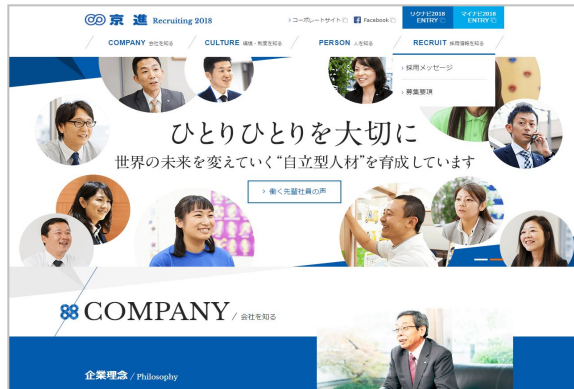 京進 Recruiting 2018
› コーポレートサイト
Facebook
リクナビ2018
ENTRY
マイナビ2018
ENTRY
COMPANY 会社を知る
CULTURE 環境・制度を知る
PERSON 人を知る
RECRUIT 採用情報を知る
› 採用メッセージ
› 募集要項
ひとりひとりを大切に
世界の未来を変えていく“自立型人材”を育成しています
› 働く先輩社員の声
COMPANY / 会社を知る
企業理念 / Philosophy